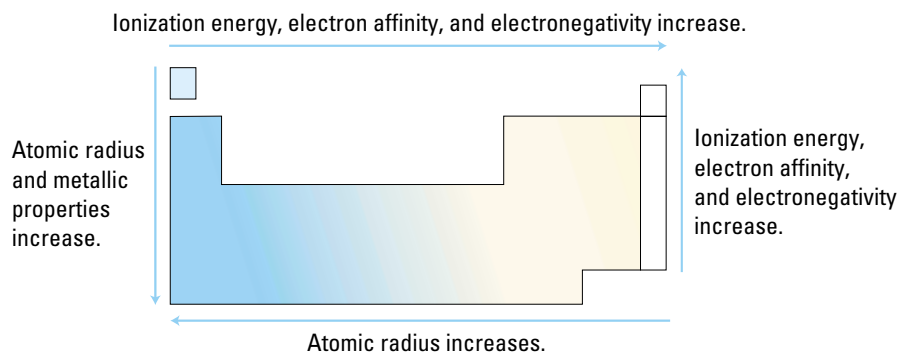 Ionization energy, electron affinity, and electronegativity increase.
Atomic radius
and metallic
properties
increase.
Ionization energy,
electron affinity,
and electronegativity
increase.
Atomic radius increases.